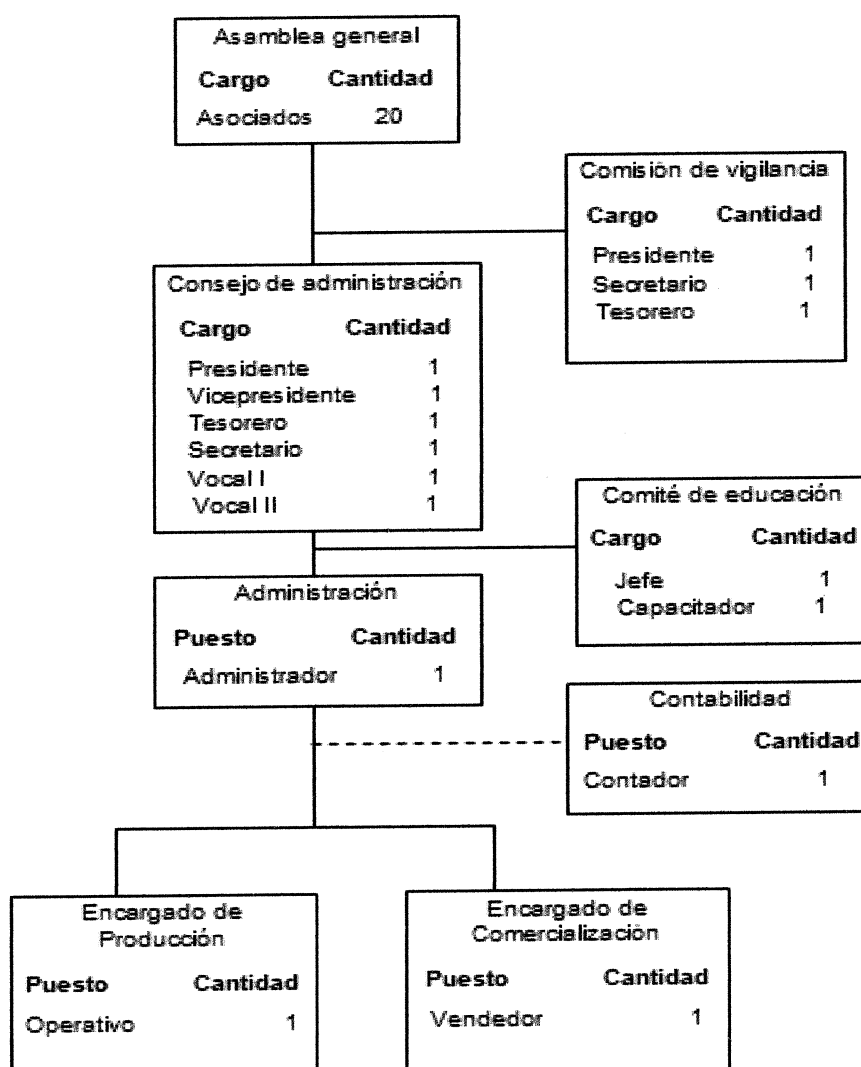 Asamblea general
Cargo Cantidad
Asociados 20
Comisión de vigilancia
Cargo Cantidad
Presidente 1
Secretario 1
Tesorero 1
Consejo de administración
Cargo Cantidad
Presidente 1
Vicepresidente 1
Tesorero 1
Secretario 1
Vocal I 1
Vocal II 1
Comité de educación
Cargo Cantidad
Jefe 1
Capacitador 1
Administración
Puesto Cantidad
Administrador 1
Contabilidad
Puesto Cantidad
Contador 1
Encargado de
Producción
Puesto Cantidad
Operativo 1
Encargado de
Comercialización
Puesto Cantidad
Vendedor 1